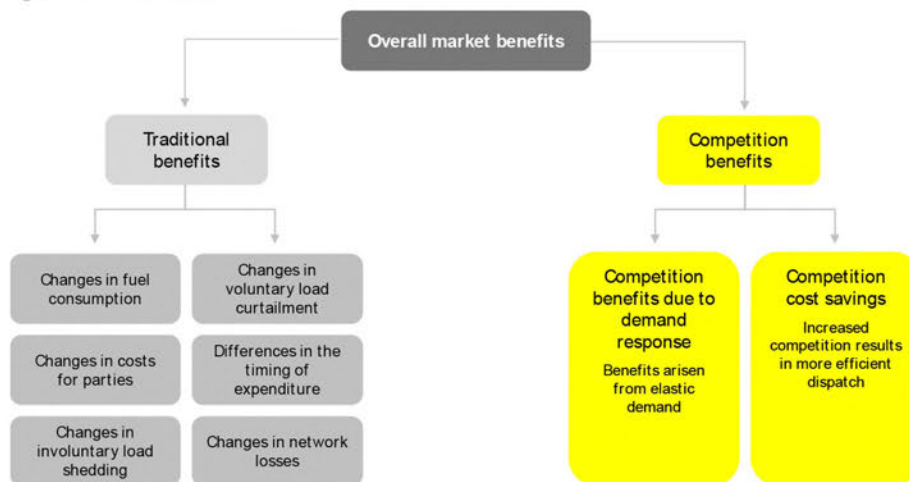 Overall market benefits
Traditional
benefits
Competition
benefits
Changes in fuel
consumption
Changes in
voluntary load
curtailment
Changes in costs
for parties
Differences in the
timing of
expenditure
Changes in
involuntary load
shedding
Changes in network
losses
Competition
benefits due to
demand
response
Benefits arisen
from elastic
demand
Competition
cost savings
Increased
competition results
in more efficient
dispatch